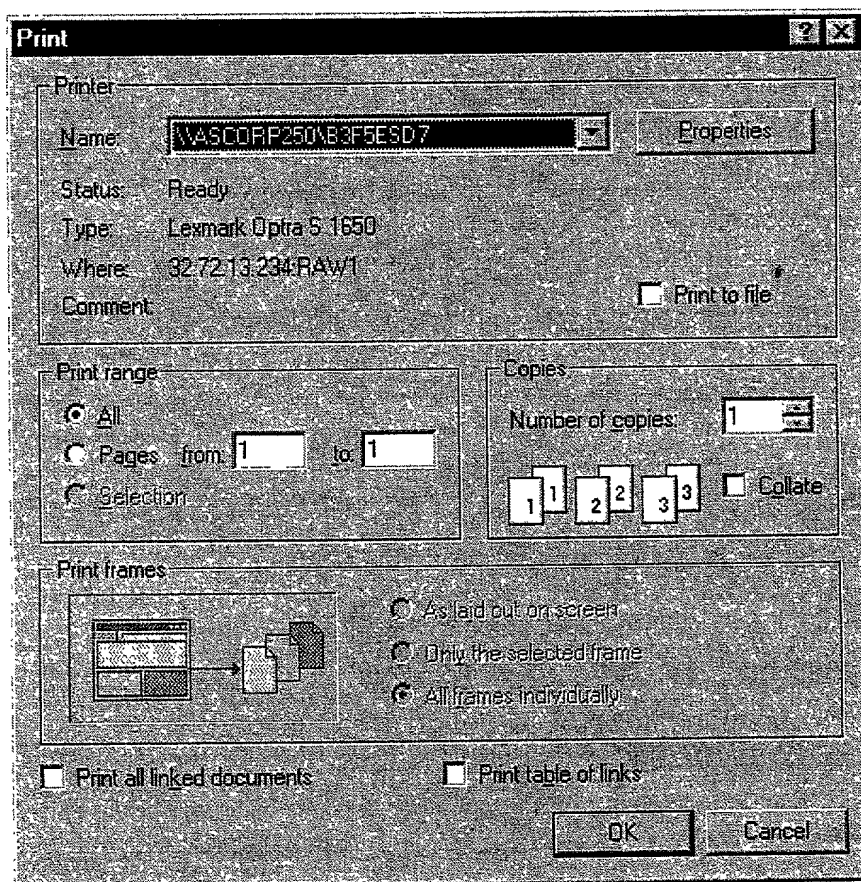 Print
Printer
Name: \\ASCORP250\B3F5ESD7 Properties
Status: Ready
Type: Lexmark Optra S 1650
Where: 32.72.13.234:RAW1
Comment: Print to file
Print range
All
Pages from: 1 to: 1
Selection
Copies
Number of copies: 1
1 1 2 2 3 3 Collate
Print frames
As laid out on screen
Only the selected frame
All frames individually
Print all linked documents Print table of links
OK Cancel